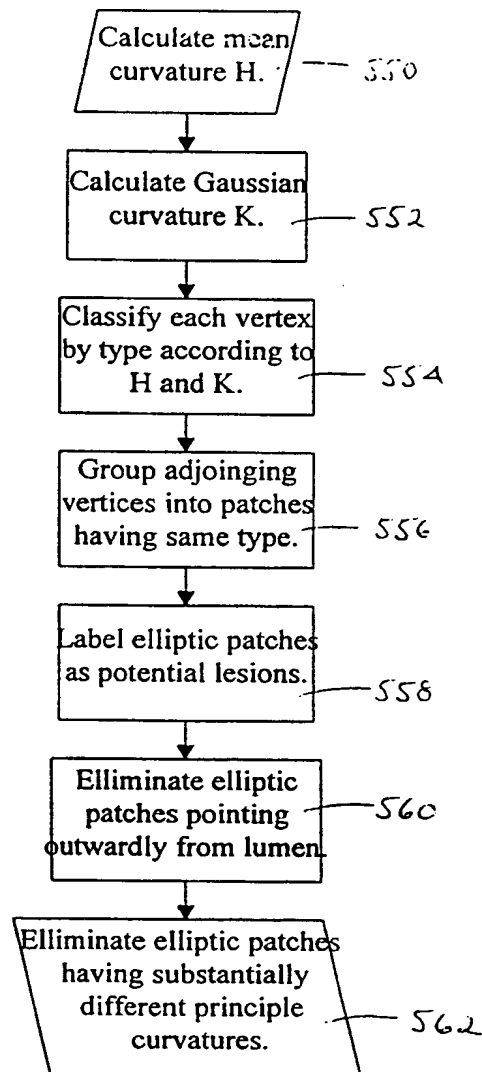 Calculate mean
curvature H.
550
Calculate Gaussian
curvature K.
552
Classify each vertex
by type according to
H and K.
554
Group adjoinging
vertices into patches
having same type.
556
Label elliptic patches
as potential lesions.
558
Elliminate elliptic
patches pointing
outwardly from lumen.
560
Elliminate elliptic patches
having substantially
different principle
curvatures.
562